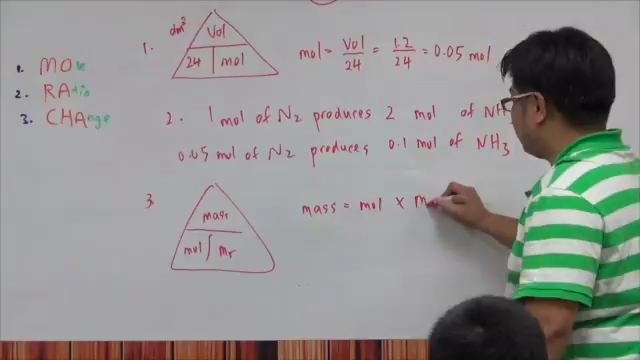 1. MOle
2. RAtio
3. CHAnge
1. dm³ Vol
24 mol
mol = Vol/24 = 1.2/24 = 0.05 mol
2. 1 mol of N₂ produces 2 mol of NH
0.05 mol of N₂ produces 0.1 mol of NH₃
3. mass
mol mr
mass = mol × m